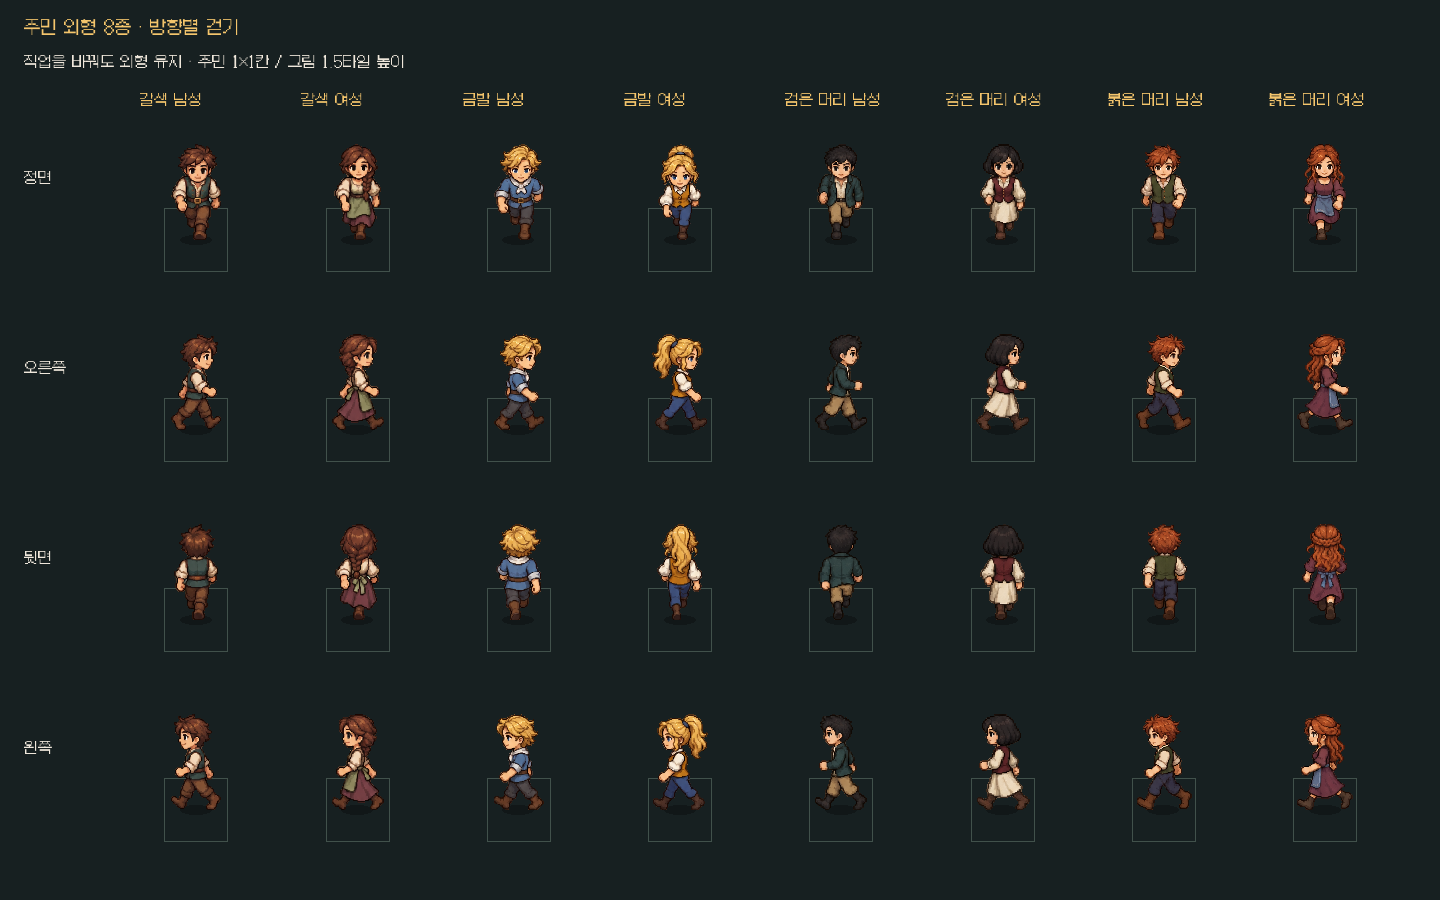 주민 외형 8종 · 방향별 걷기
직업을 바꿔도 외형 유지 · 주민 1×1칸 / 그림 1.5타일 높이
갈색 남성 갈색 여성 금발 남성 금발 여성 검은 머리 남성 검은 머리 여성 붉은 머리 남성 붉은 머리 여성
정면
오른쪽
뒷면
왼쪽